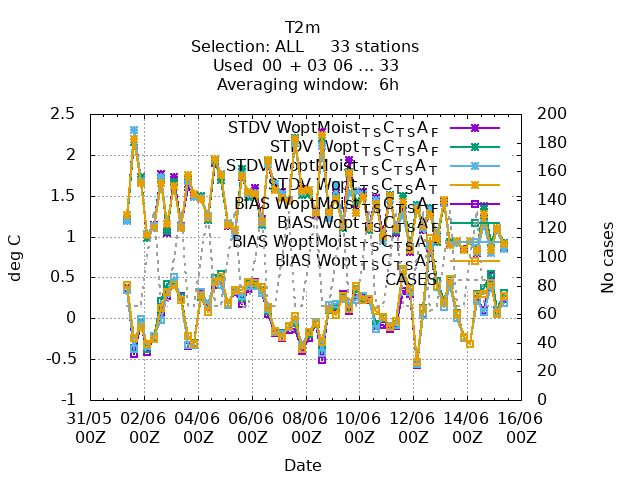 T2m
Selection: ALL 33 stations
Used 00 + 03 06 ... 33
Averaging window: 6h
deg C
2.5
2
1.5
1
0.5
0
-0.5
-1
STDV WoptMoist_TS C_TS A_F
STDV Wopt_TS C_TS A_F
STDV WoptMoist_TS C_TS A_T
STDV Wopt_TS C_TS A_T
BIAS WoptMoist_TS C_TS A_F
BIAS Wopt_TS C_TS A_F
BIAS WoptMoist_TS C_TS A_T
BIAS Wopt_TS C_TS A_T
CASES
200
180
160
140
120
100
80
60
40
20
0
No cases
31/05 02/06 04/06 06/06 08/06 10/06 12/06 14/06 16/06
00Z 00Z 00Z 00Z 00Z 00Z 00Z 00Z 00Z
Date